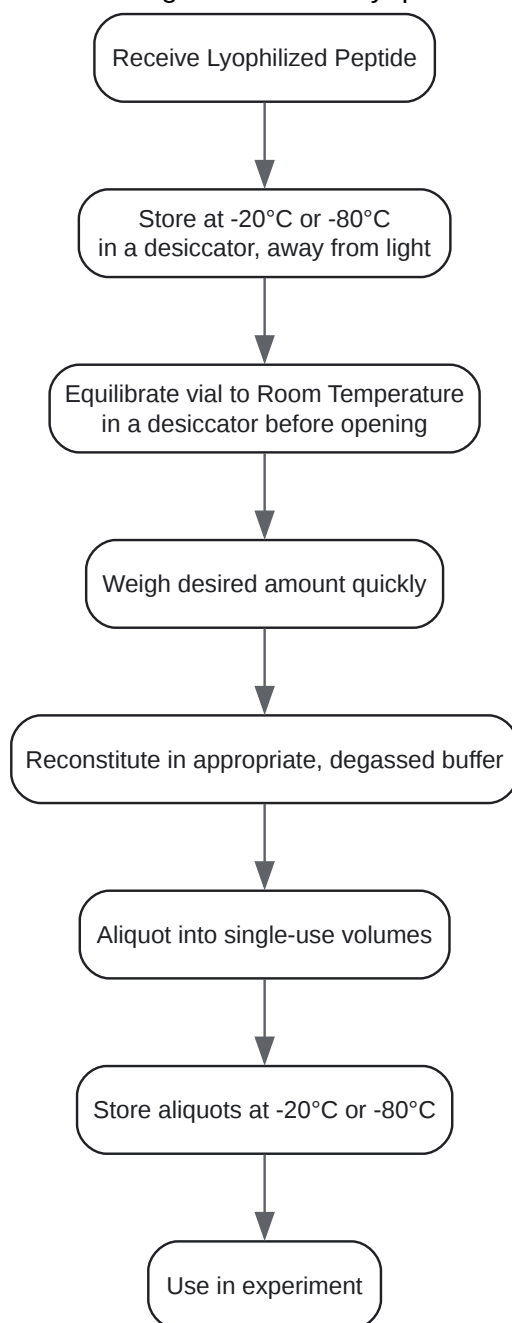 Receive Lyophilized Peptide
Store at -20°C or -80°C
in a desiccator, away from light
Equilibrate vial to Room Temperature
in a desiccator before opening
Weigh desired amount quickly
Reconstitute in appropriate, degassed buffer
Aliquot into single-use volumes
Store aliquots at -20°C or -80°C
Use in experiment